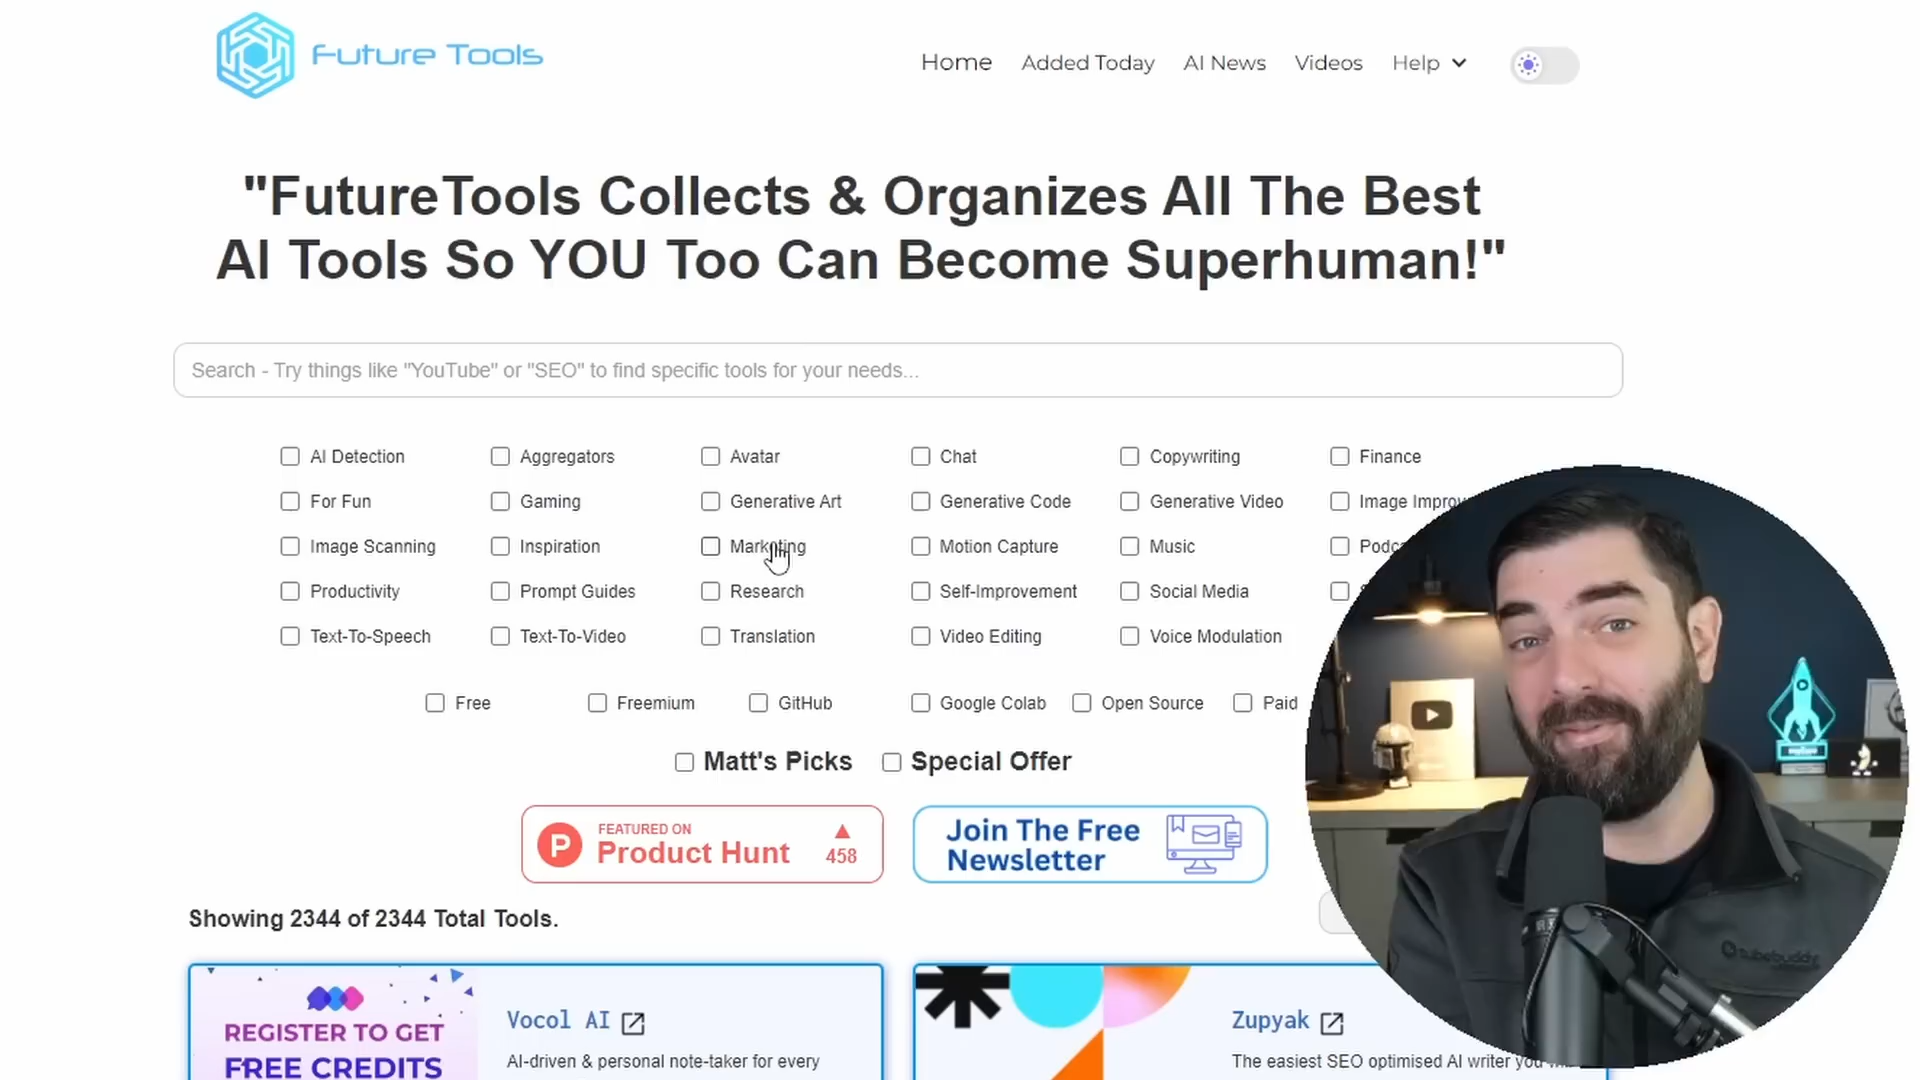 Future Tools
Home Added Today AI News Videos Help
"FutureTools Collects & Organizes All The Best
AI Tools So YOU Too Can Become Superhuman!"
Search - Try things like "YouTube" or "SEO" to find specific tools for your needs...
AI Detection Aggregators Avatar Chat Copywriting Finance
For Fun Gaming Generative Art Generative Code Generative Video Image Improv
Image Scanning Inspiration Marketing Motion Capture Music Podca
Productivity Prompt Guides Research Self-Improvement Social Media
Text-To-Speech Text-To-Video Translation Video Editing Voice Modulation
Free Freemium GitHub Google Colab Open Source Paid
Matt's Picks Special Offer
P FEATURED ON
Product Hunt 458
Join The Free
Newsletter
Showing 2344 of 2344 Total Tools.
REGISTER TO GET
FREE CREDITS
Vocol AI
AI-driven & personal note-taker for every
Zupyak
The easiest SEO optimised AI writer you
tubebuddy